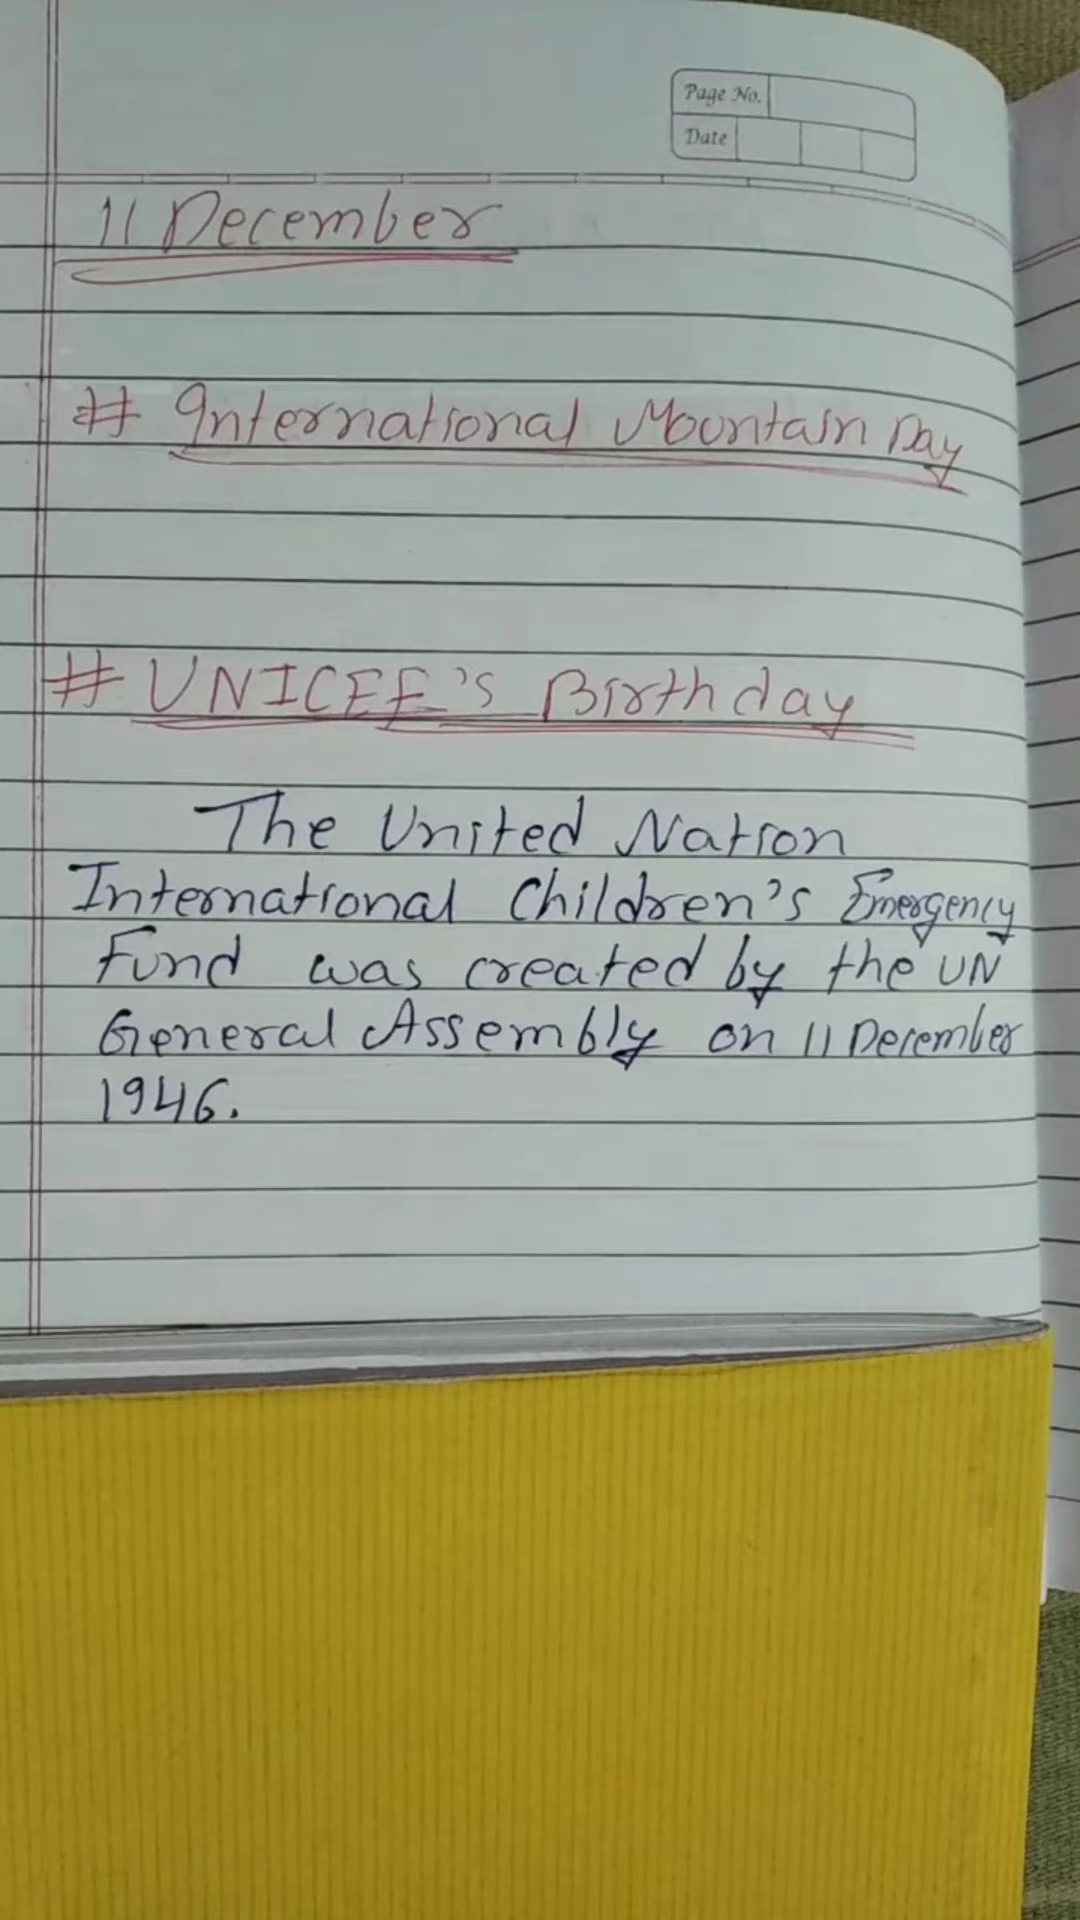 Page No.
Date
11 December
# International Mountain Day
# UNICEF's Birthday
The United Nation
International Children's Emergency
Fund was created by the UN
General Assembly on 11 December
1946.